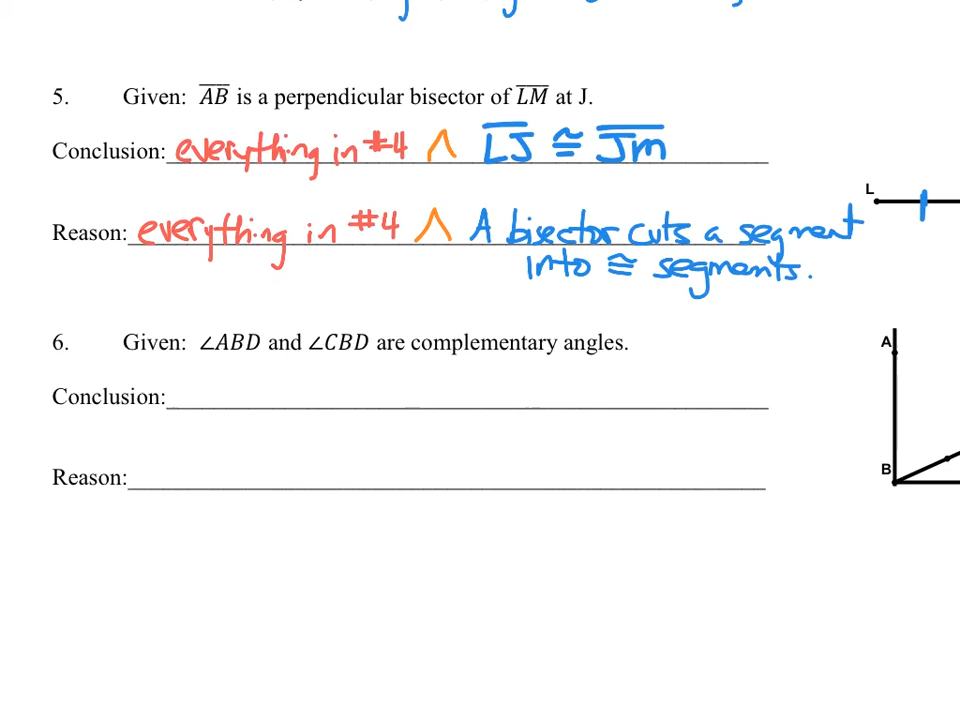 5. Given: AB is a perpendicular bisector of LM at J.
Conclusion: everything in #4 ∧ LJ ≅ JM
L
Reason: everything in #4 ∧ A bisector cuts a segment
into ≅ segments.
6. Given: ∠ABD and ∠CBD are complementary angles.
A
Conclusion:
B
Reason: